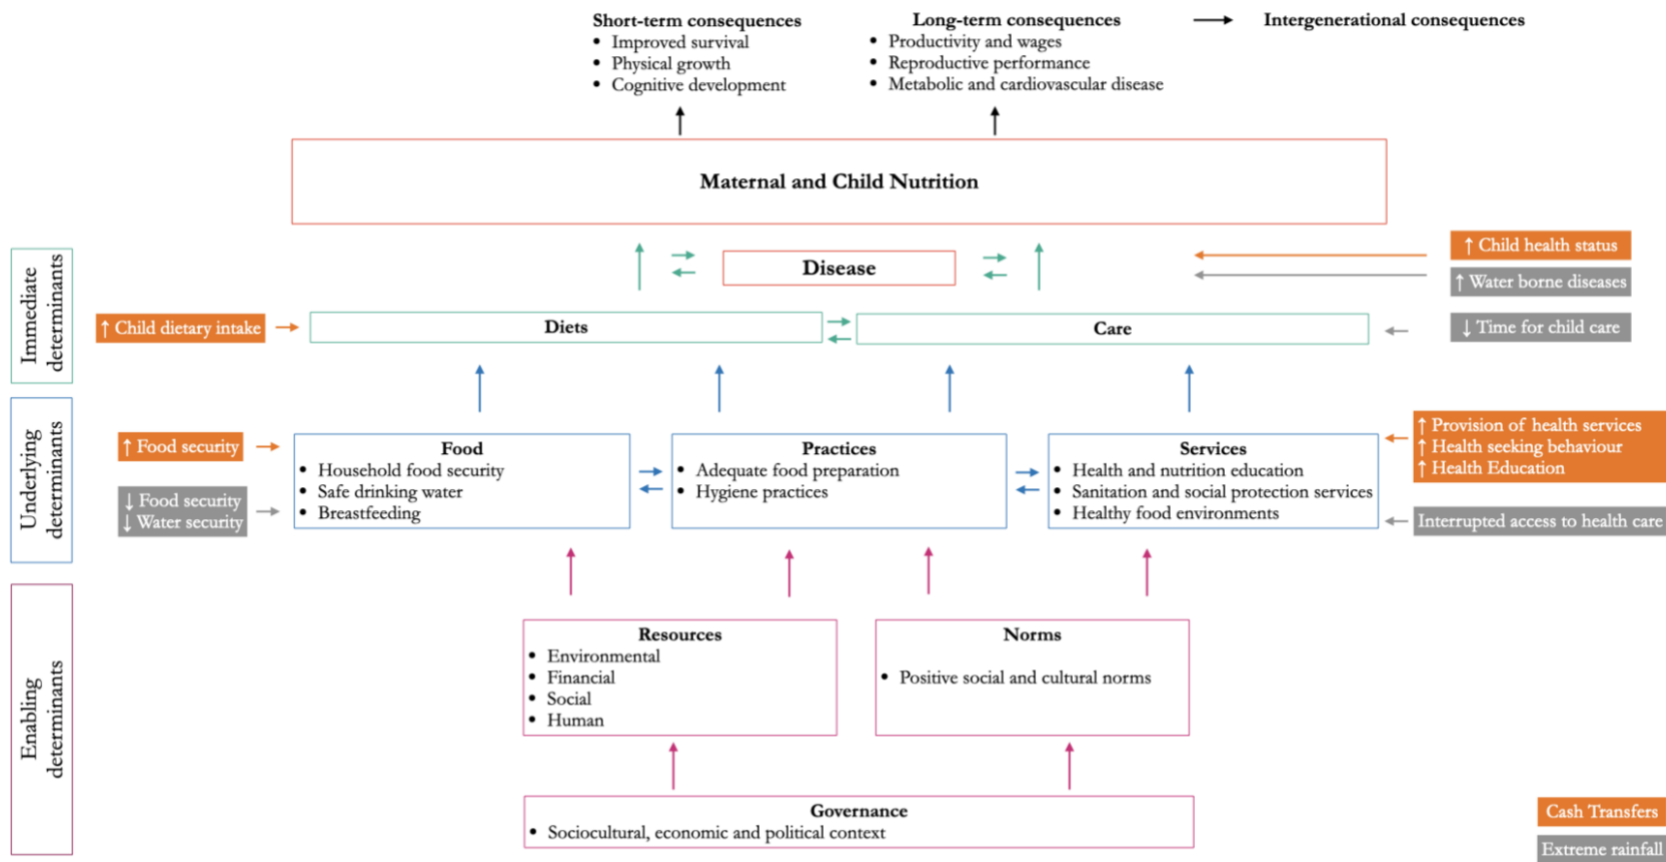 Short-term consequences
• Improved survival
• Physical growth
• Cognitive development
Long-term consequences
• Productivity and wages
• Reproductive performance
• Metabolic and cardiovascular disease
Intergenerational consequences
Maternal and Child Nutrition
Immediate
determinants
Disease
↑ Child health status
↑ Water borne diseases
↑ Child dietary intake
Diets
Care
↓ Time for child care
Underlying
determinants
↑ Food security
↓ Food security
↓ Water security
Food
• Household food security
• Safe drinking water
• Breastfeeding
Practices
• Adequate food preparation
• Hygiene practices
Services
• Health and nutrition education
• Sanitation and social protection services
• Healthy food environments
↑ Provision of health services
↑ Health seeking behaviour
↑ Health Education
Interrupted access to health care
Enabling
determinants
Resources
• Environmental
• Financial
• Social
• Human
Norms
• Positive social and cultural norms
Governance
• Sociocultural, economic and political context
Cash Transfers
Extreme rainfall